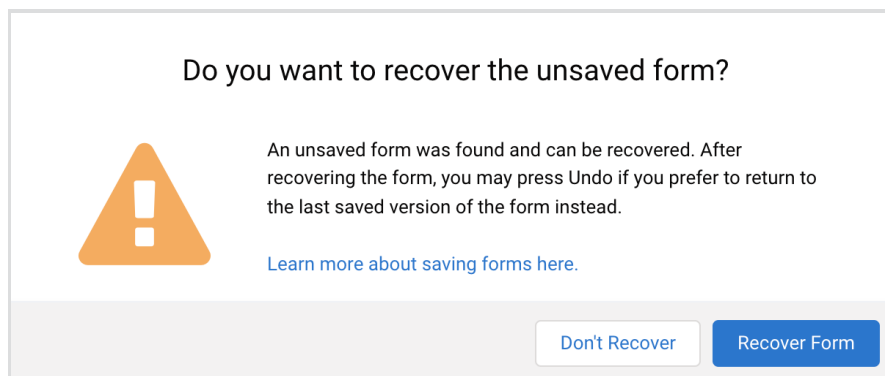 Do you want to recover the unsaved form?
An unsaved form was found and can be recovered. After
recovering the form, you may press Undo if you prefer to return to
the last saved version of the form instead.
Learn more about saving forms here.
Don't Recover
Recover Form